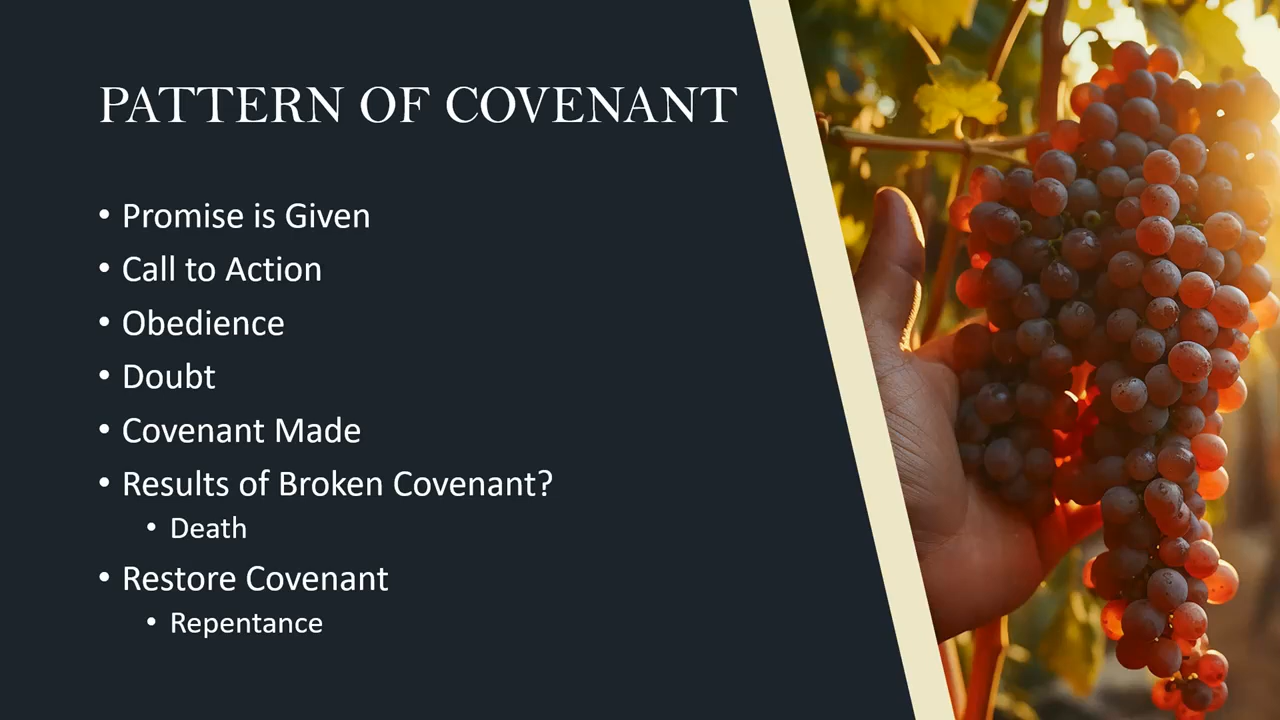 PATTERN OF COVENANT
• Promise is Given
• Call to Action
• Obedience
• Doubt
• Covenant Made
• Results of Broken Covenant?
• Death
• Restore Covenant
• Repentance